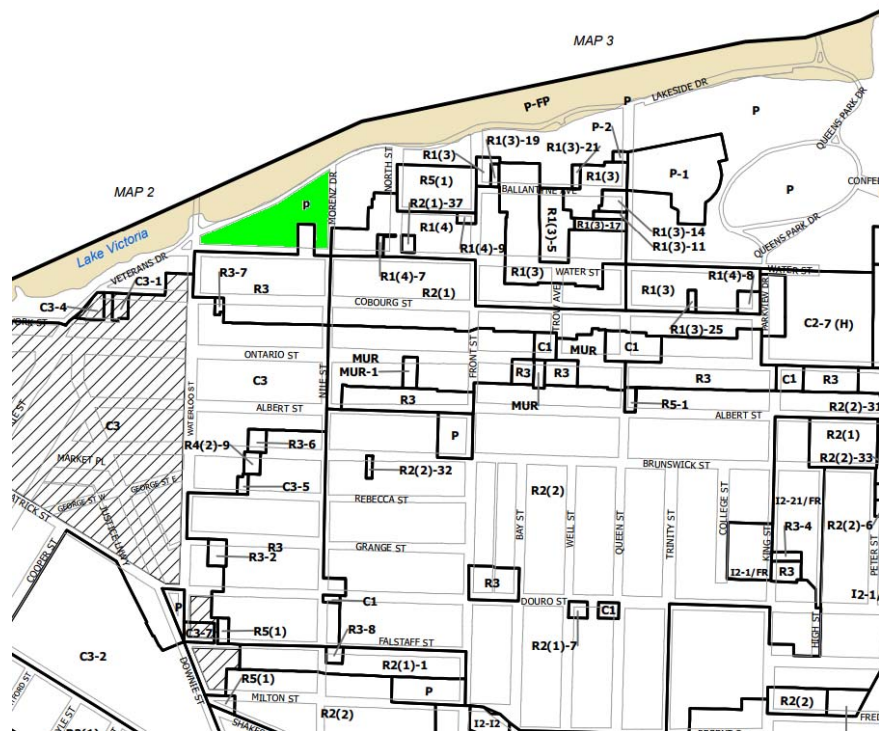 MAP 3
P-FP
P
LAKESIDE DR
P
QUEENS PARK DR
P-2
R1(3)-19
R1(3)-21
R1(3)
R1(3)
P-1
MAP 2
NORTH ST
R5(1)
BALLANTYNE AVE
P
MORENZ DR
R2(1)-37
P
R1(4)
R1(3)-5
R1(3)-14
R1(3)-17
R1(3)-11
Lake Victoria
R1(4)-9
QUEENS PARK DR
R1(4)-7
R1(3)
WATER ST
R1(4)-8
WATER ST
VETERANS DR
C3-1
R3-7
R3
R2(1)
R1(3)
PARKVIEW DR
C3-4
COBOURG ST
TROW AVE
C2-7 (H)
R1(3)-25
ONTARIO ST
MUR
MUR-1
FRONT ST
C1
MUR
C1
C3
NILE ST
R3
R3
R3
C1
R3
WATERLOO ST
R3
MUR
R5-1
ALBERT ST
ALBERT ST
R2(2)-31
C3
P
R2(1)
R4(2)-9
R3-6
R2(2)-33
MARKET PL
R2(2)-32
BRUNSWICK ST
GEORGE ST E
C3-5
R2(2)
GEORGE ST W
REBECCA ST
I2-21/FR
JUSTICE LNWY
BAY ST
WELL ST
QUEEN ST
TRINITY ST
COLLEGE ST
KING ST
R3-4
R2(2)-6
PETER ST
COOPER ST
R3
GRANGE ST
R3-2
R3
I2-1/FR
R3
P
C1
DOURO ST
C1
C3-7
R5(1)
R3-8
FALSTAFF ST
R2(1)-7
HIGH ST
C3-2
DOWNIE ST
R2(1)-1
R5(1)
P
MILTON ST
R2(2)
R2(2)
I2-I2